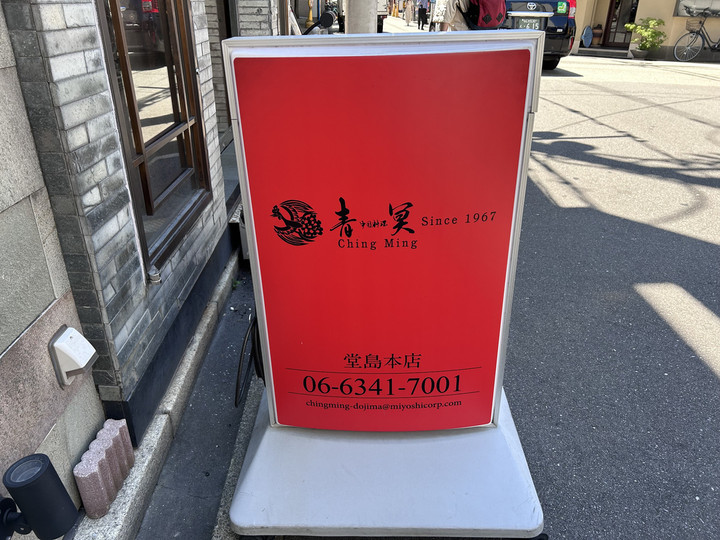 青 中国料理 冥 Since 1967
Ching Ming
堂島本店
06-6341-7001
chingming-dojima@miyoshicorp.com